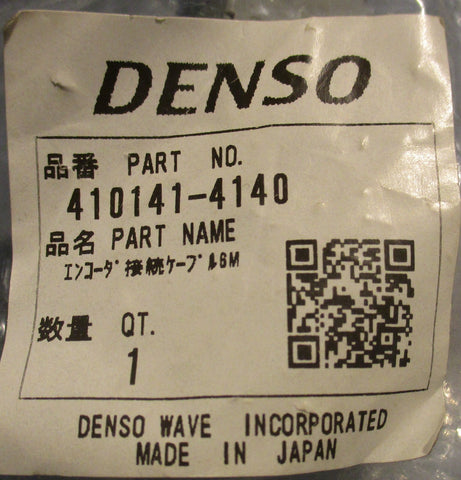 DENSO
品番 PART NO.
410141-4140
品名 PART NAME
ｴﾝｺｰﾀﾞ接続ｹｰﾌﾞﾙ6M
数量 QT.
1
DENSO WAVE INCORPORATED
MADE IN JAPAN